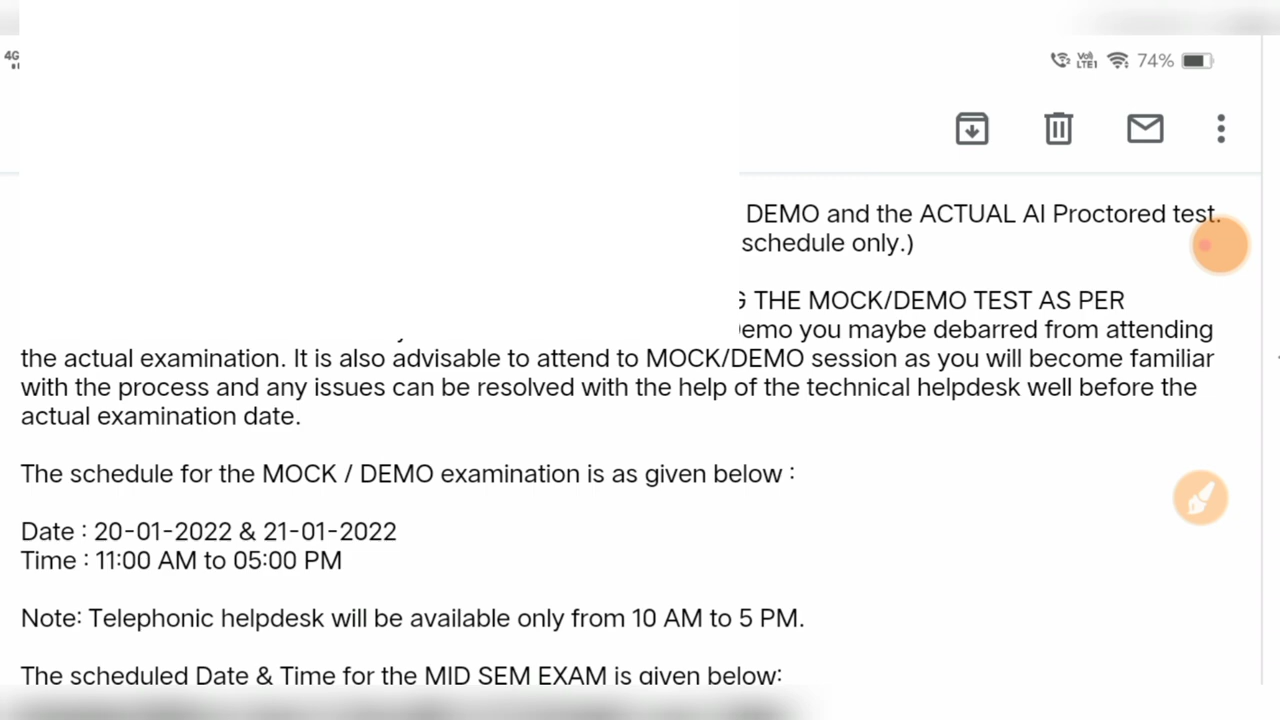 4G
Vo)) LTE1 74%
DEMO and the ACTUAL AI Proctored test.
schedule only.)
THE MOCK/DEMO TEST AS PER
you maybe debarred from attending
the actual examination. It is also advisable to attend to MOCK/DEMO session as you will become familiar
with the process and any issues can be resolved with the help of the technical helpdesk well before the
actual examination date.
The schedule for the MOCK / DEMO examination is as given below :
Date : 20-01-2022 & 21-01-2022
Time : 11:00 AM to 05:00 PM
Note: Telephonic helpdesk will be available only from 10 AM to 5 PM.
The scheduled Date & Time for the MID SEM EXAM is given below: